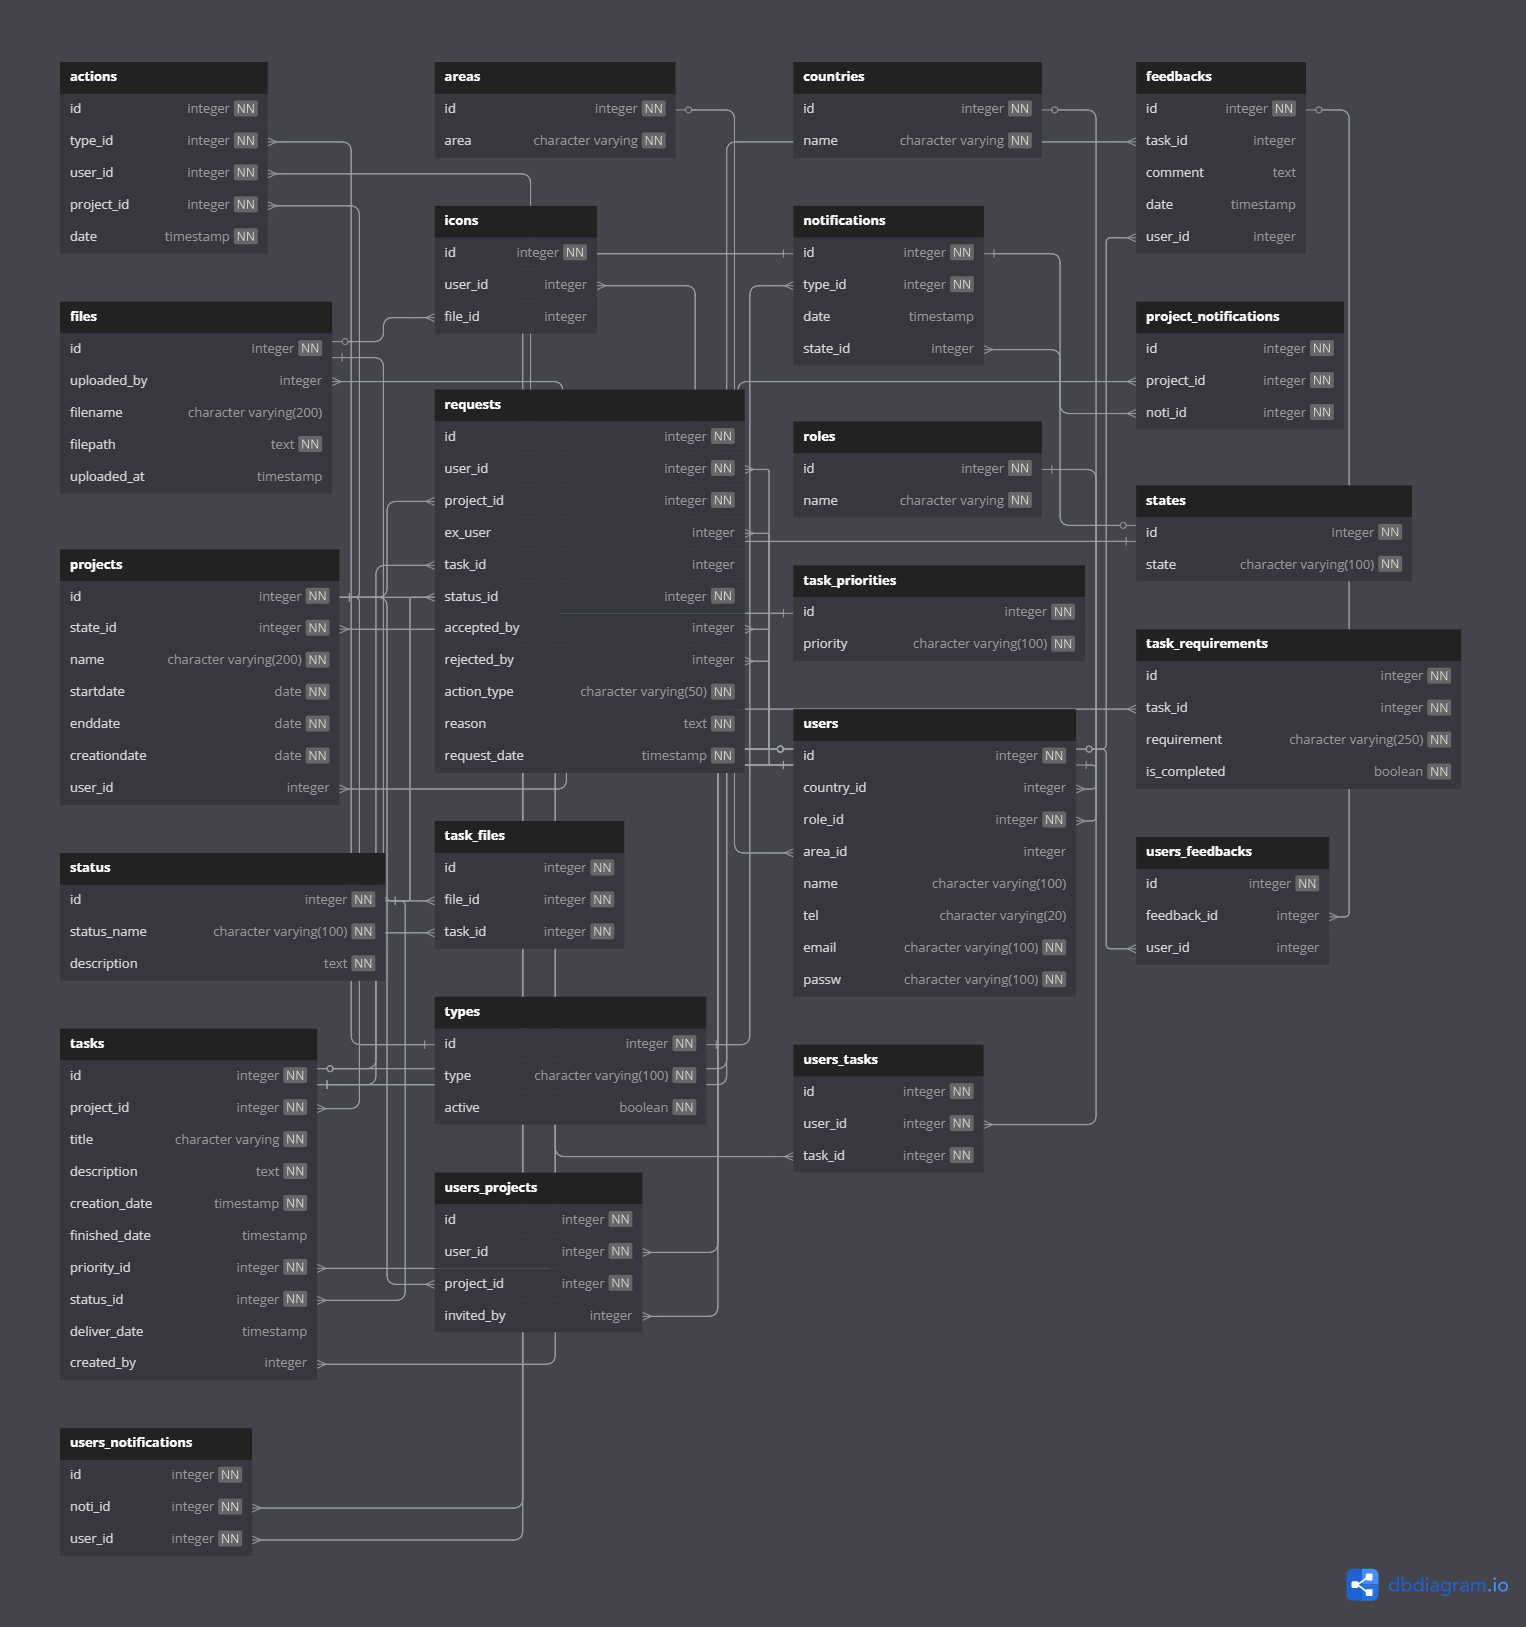 actions
id integer NN
type_id integer NN
user_id integer NN
project_id integer NN
date timestamp NN
areas
id integer NN
area character varying NN
countries
id integer NN
name character varying NN
feedbacks
id integer NN
task_id integer
comment text
date timestamp
user_id integer
icons
id integer NN
user_id integer
file_id integer
notifications
id integer NN
type_id integer NN
date timestamp
state_id integer
files
id integer NN
uploaded_by integer
filename character varying(200)
filepath text NN
uploaded_at timestamp
project_notifications
id integer NN
project_id integer NN
noti_id integer NN
requests
id integer NN
user_id integer NN
project_id integer NN
ex_user integer
task_id integer
status_id integer NN
accepted_by integer
rejected_by integer
action_type character varying(50) NN
reason text NN
request_date timestamp NN
roles
id integer NN
name character varying NN
states
id integer NN
state character varying(100) NN
projects
id integer NN
state_id integer NN
name character varying(200) NN
startdate date NN
enddate date NN
creationdate date NN
user_id integer
task_priorities
id integer NN
priority character varying(100) NN
task_requirements
id integer NN
task_id integer NN
requirement character varying(250) NN
is_completed boolean NN
users
id integer NN
country_id integer
role_id integer NN
area_id integer
name character varying(100)
tel character varying(20)
email character varying(100) NN
passw character varying(100) NN
status
id integer NN
status_name character varying(100) NN
description text NN
task_files
id integer NN
file_id integer NN
task_id integer NN
users_feedbacks
id integer NN
feedback_id integer
user_id integer
types
id integer NN
type character varying(100) NN
active boolean NN
tasks
id integer NN
project_id integer NN
title character varying NN
description text NN
creation_date timestamp NN
finished_date timestamp
priority_id integer NN
status_id integer NN
deliver_date timestamp
created_by integer
users_tasks
id integer NN
user_id integer NN
task_id integer NN
users_projects
id integer NN
user_id integer NN
project_id integer NN
invited_by integer
users_notifications
id integer NN
noti_id integer NN
user_id integer NN
dbdiagram.io